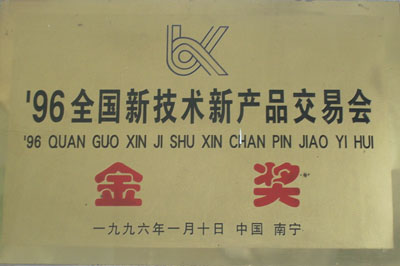 '96全国新技术新产品交易会
'96 QUAN GUO XIN JI SHU XIN CHAN PIN JIAO YI HUI
金奖
一九九六年一月十日 中国 南宁